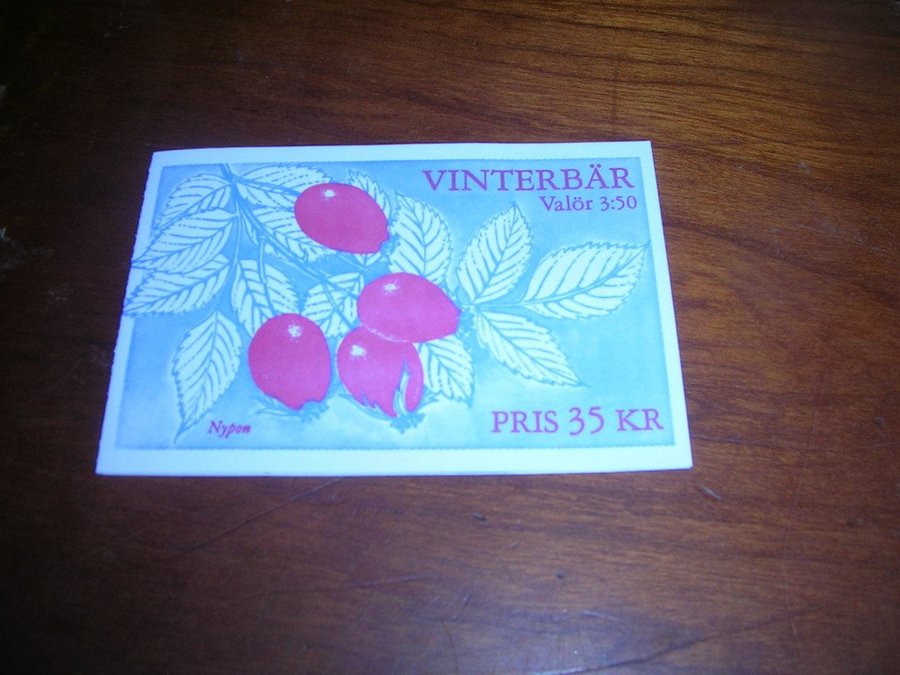 VINTERBÄR
Valör 3:50
Nypon
PRIS 35 KR